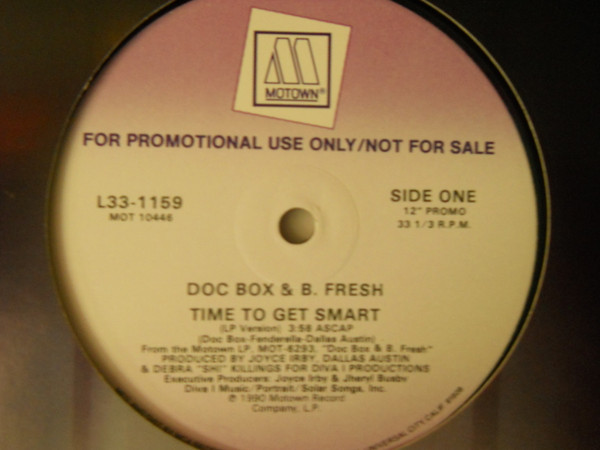 MOTOWN®
FOR PROMOTIONAL USE ONLY/NOT FOR SALE
L33-1159
MOT 10446
SIDE ONE
12" PROMO
33 1/3 R.P.M.
DOC BOX & B. FRESH
TIME TO GET SMART
(LP Version) 3:58 ASCAP
(Doc Box-Fenderella-Dallas Austin)
From the Motown LP, MOT-6293, "Doc Box & B. Fresh"
PRODUCED BY JOYCE IRBY, DALLAS AUSTIN
& DEBRA "SHI" KILLINGS FOR DIVA I PRODUCTIONS
Executive Producers: Joyce Irby & Jheryl Busby
Diva I Music/Portrait/Solar Songs, Inc.
℗ 1990 Motown Record
Company, L.P.
CITY CALIF.